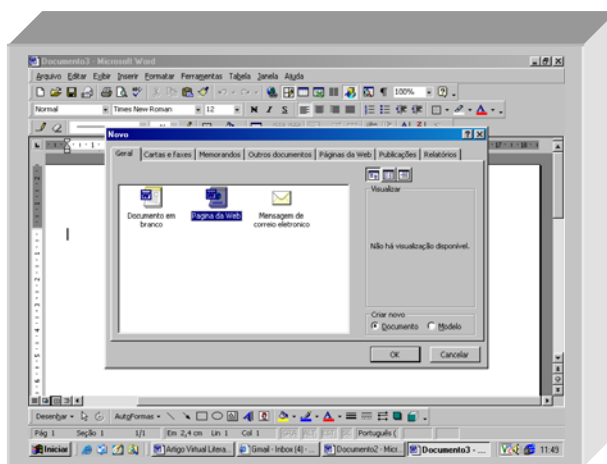 Documento3 - Microsoft Word
Arquivo Editar Exibir Inserir Formatar Ferramentas Tabela Janela Ajuda
100%
Normal Times New Roman 12 N I S
Novo
Geral Cartas e faxes Memorandos Outros documentos Páginas da Web Publicações Relatórios
Visualizar
Documento em branco
Pagina da Web
Mensagem de correio eletronico
Não há visualização disponível.
Criar novo
Documento Modelo
OK Cancelar
Desenhar AutoFormas
Pág 1 Seção 1 1/1 Em 2,4 cm Lin 1 Col 1 Português (
Iniciar Artigo Virtual Litera... Gmail - Inbox (4) - ... Documento2 - Micr... Documento3 - ... 11:49